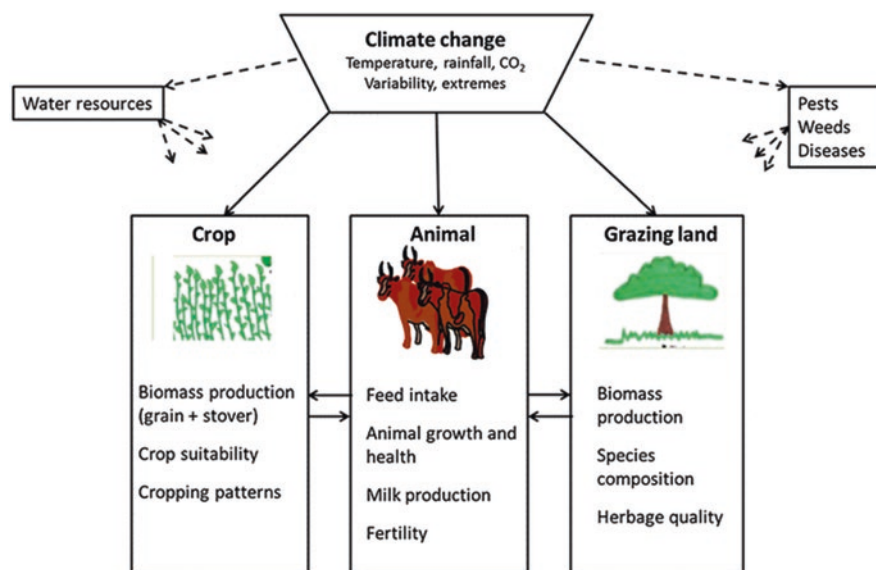 Climate change
Temperature, rainfall, CO₂
Variability, extremes
Water resources
Pests
Weeds
Diseases
Crop
Biomass production
(grain + stover)
Crop suitability
Cropping patterns
Animal
Feed intake
Animal growth and
health
Milk production
Fertility
Grazing land
Biomass
production
Species
composition
Herbage quality